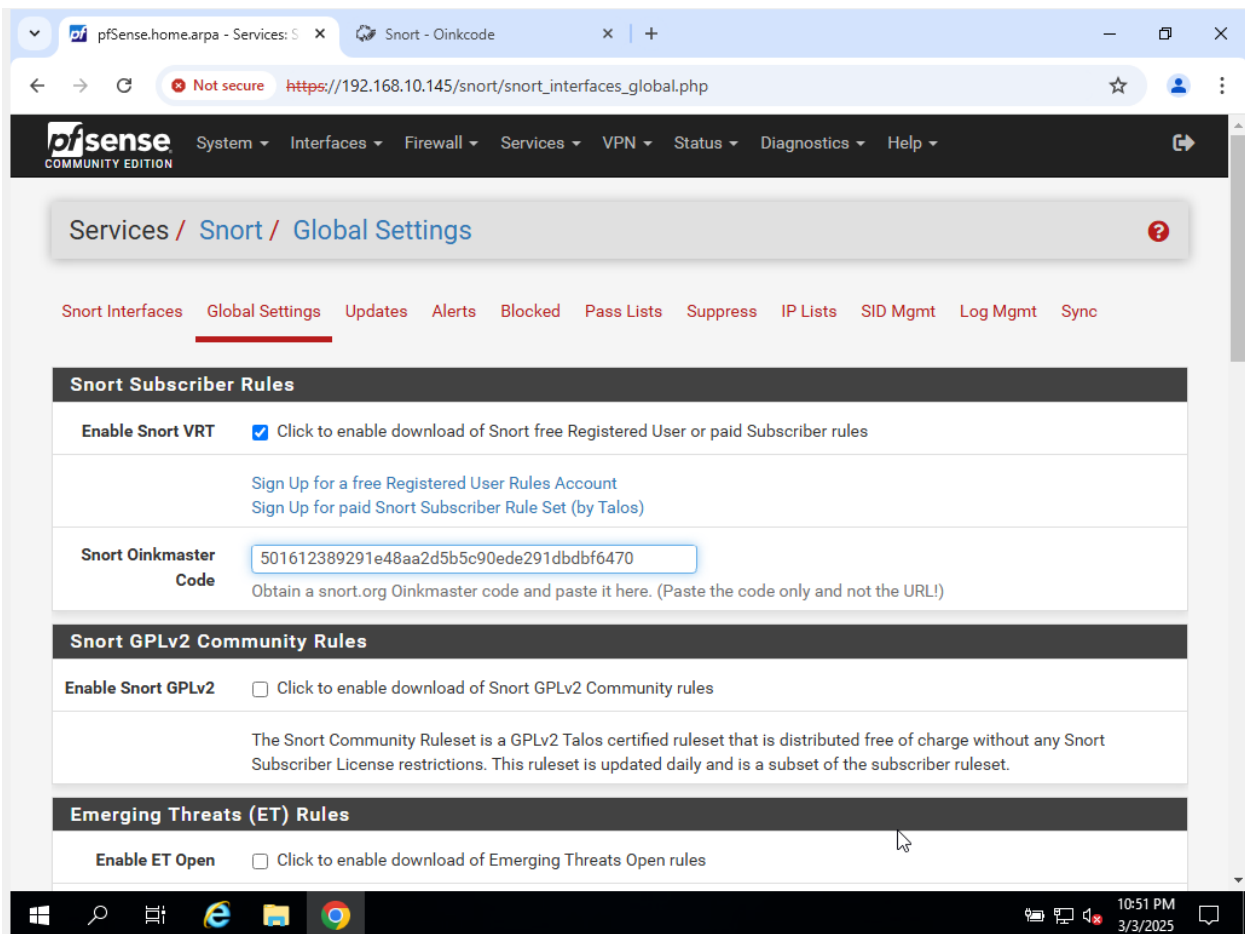 pfSense.home.arpa - Services: S
Snort - Oinkcode
Not secure https://192.168.10.145/snort/snort_interfaces_global.php
pfsense
COMMUNITY EDITION
System Interfaces Firewall Services VPN Status Diagnostics Help
Services / Snort / Global Settings
Snort Interfaces Global Settings Updates Alerts Blocked Pass Lists Suppress IP Lists SID Mgmt Log Mgmt Sync
Snort Subscriber Rules
Enable Snort VRT Click to enable download of Snort free Registered User or paid Subscriber rules
Sign Up for a free Registered User Rules Account
Sign Up for paid Snort Subscriber Rule Set (by Talos)
Snort Oinkmaster Code 501612389291e48aa2d5b5c90ede291dbdbf6470
Obtain a snort.org Oinkmaster code and paste it here. (Paste the code only and not the URL!)
Snort GPLv2 Community Rules
Enable Snort GPLv2 Click to enable download of Snort GPLv2 Community rules
The Snort Community Ruleset is a GPLv2 Talos certified ruleset that is distributed free of charge without any Snort
Subscriber License restrictions. This ruleset is updated daily and is a subset of the subscriber ruleset.
Emerging Threats (ET) Rules
Enable ET Open Click to enable download of Emerging Threats Open rules
10:51 PM
3/3/2025